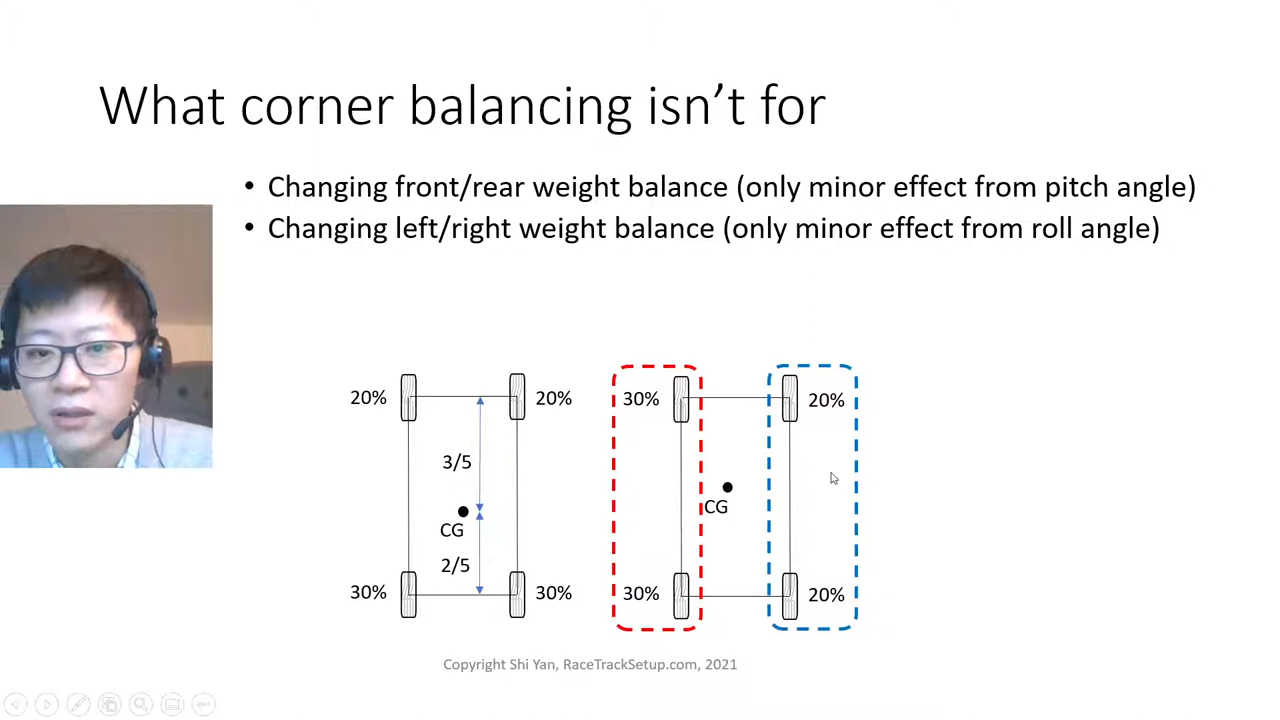 What corner balancing isn't for
• Changing front/rear weight balance (only minor effect from pitch angle)
• Changing left/right weight balance (only minor effect from roll angle)
20% 20% 30% 20%
3/5
CG CG
2/5
30% 30% 30% 20%
Copyright Shi Yan, RaceTrackSetup.com, 2021